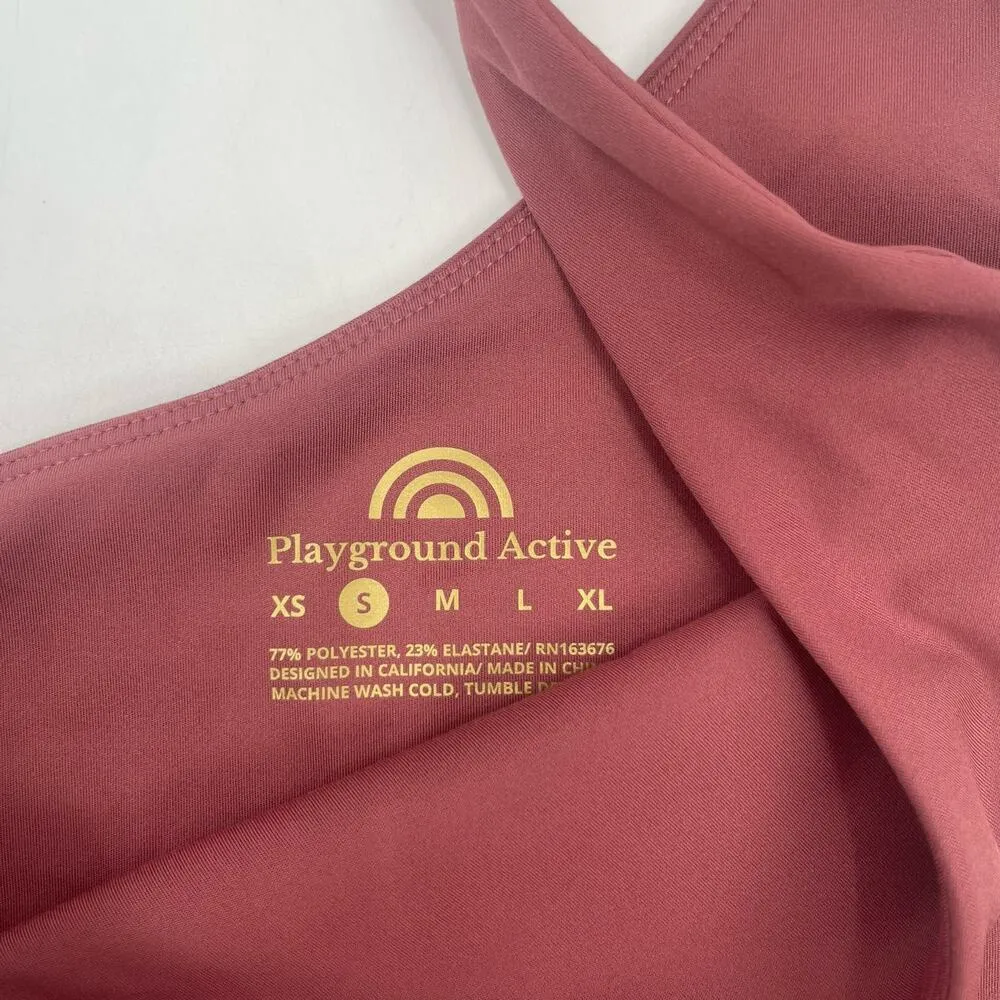 Playground Active
XS S M L XL
77% POLYESTER, 23% ELASTANE/ RN163676
DESIGNED IN CALIFORNIA/ MADE IN
MACHINE WASH COLD, TUMBLE